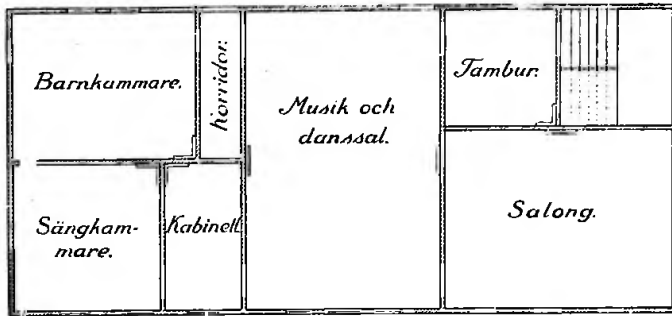 Barnkammare.
Korridor.
Musik och
danssal.
Tambur.
Sängkam-
mare.
Kabinett
Salong.